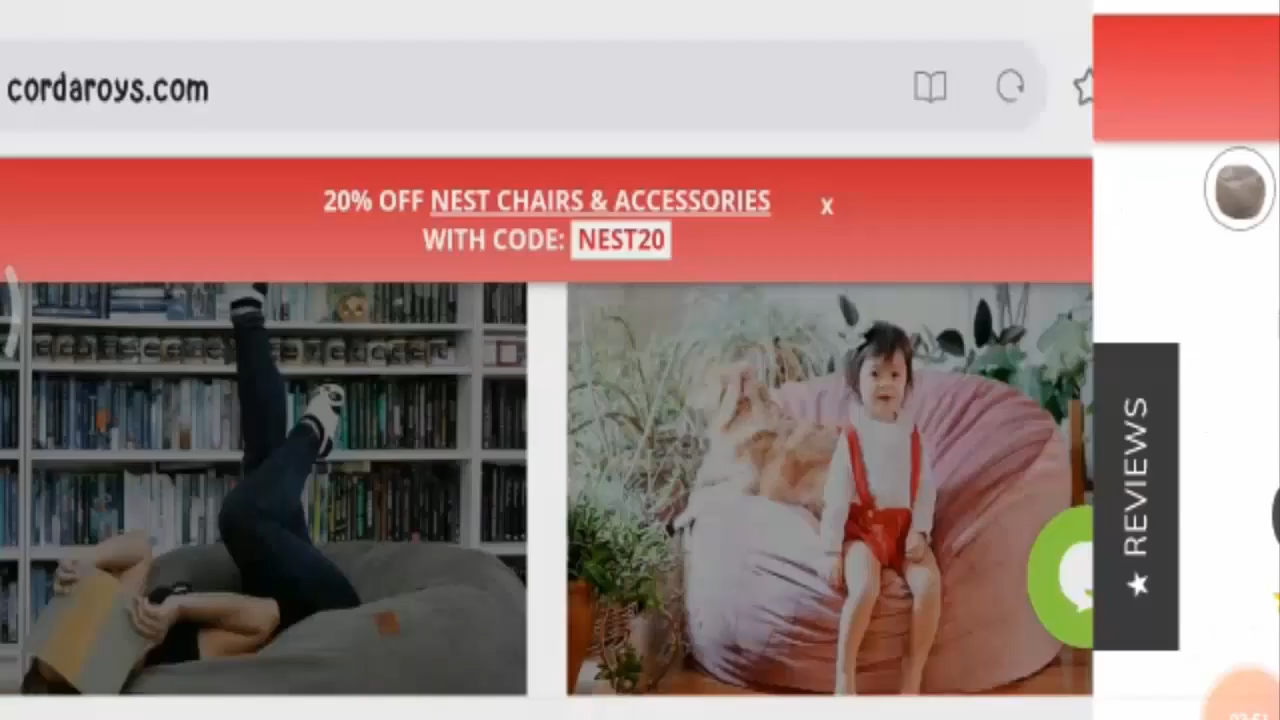 cordaroys.com
20% OFF NEST CHAIRS & ACCESSORIES
X
WITH CODE: NEST20
★ REVIEWS